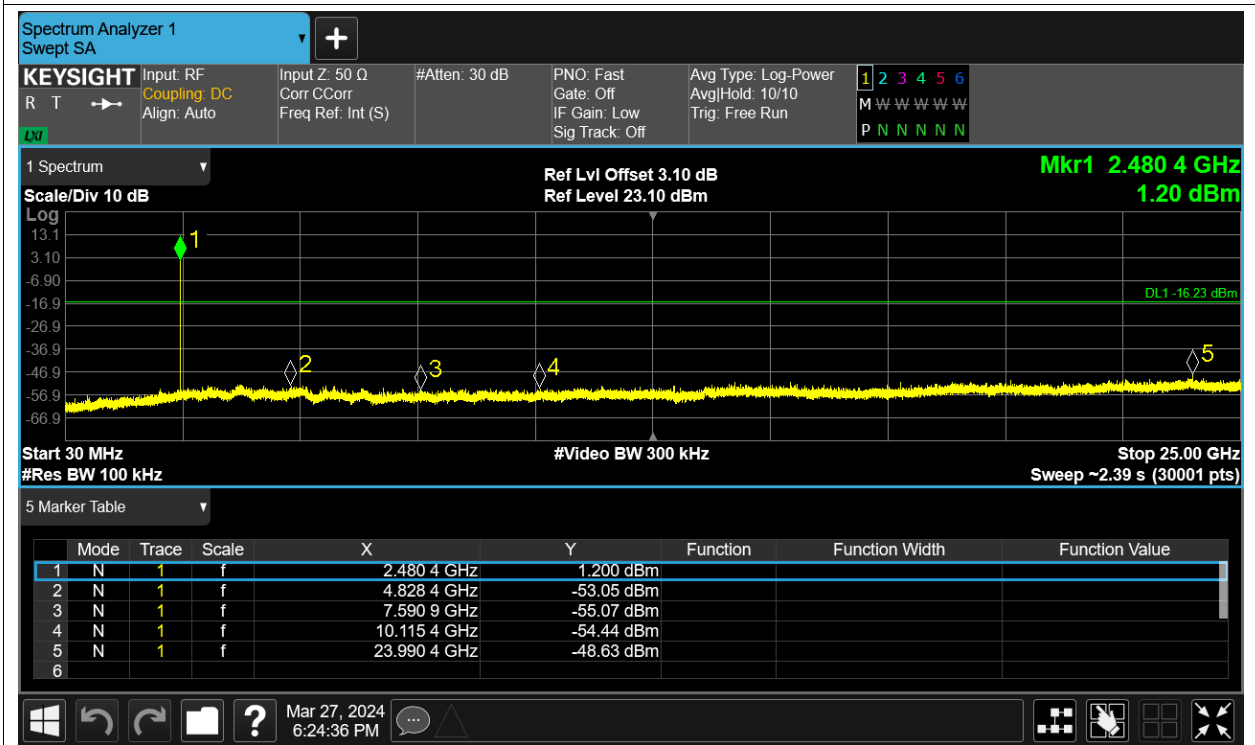 Spectrum Analyzer 1
Swept SA
+
KEYSIGHT
R T
LXI
Input: RF
Coupling: DC
Align: Auto
Input Z: 50 Ω
Corr CCorr
Freq Ref: Int (S)
#Atten: 30 dB
PNO: Fast
Gate: Off
IF Gain: Low
Sig Track: Off
Avg Type: Log-Power
Avg|Hold: 10/10
Trig: Free Run
1 2 3 4 5 6
M W W W W W
P N N N N N
1 Spectrum
Scale/Div 10 dB
Ref Lvl Offset 3.10 dB
Ref Level 23.10 dBm
Mkr1 2.480 4 GHz
1.20 dBm
Log
13.1
3.10
-6.90
-16.9
-26.9
-36.9
-46.9
-56.9
-66.9
1
2
3
4
5
DL1 -16.23 dBm
Start 30 MHz
#Video BW 300 kHz
Stop 25.00 GHz
#Res BW 100 kHz
Sweep ~2.39 s (30001 pts)
5 Marker Table
Mode Trace Scale X Y Function Function Width Function Value
1 N 1 f 2.480 4 GHz 1.200 dBm
2 N 1 f 4.828 4 GHz -53.05 dBm
3 N 1 f 7.590 9 GHz -55.07 dBm
4 N 1 f 10.115 4 GHz -54.44 dBm
5 N 1 f 23.990 4 GHz -48.63 dBm
6
?
Mar 27, 2024
6:24:36 PM